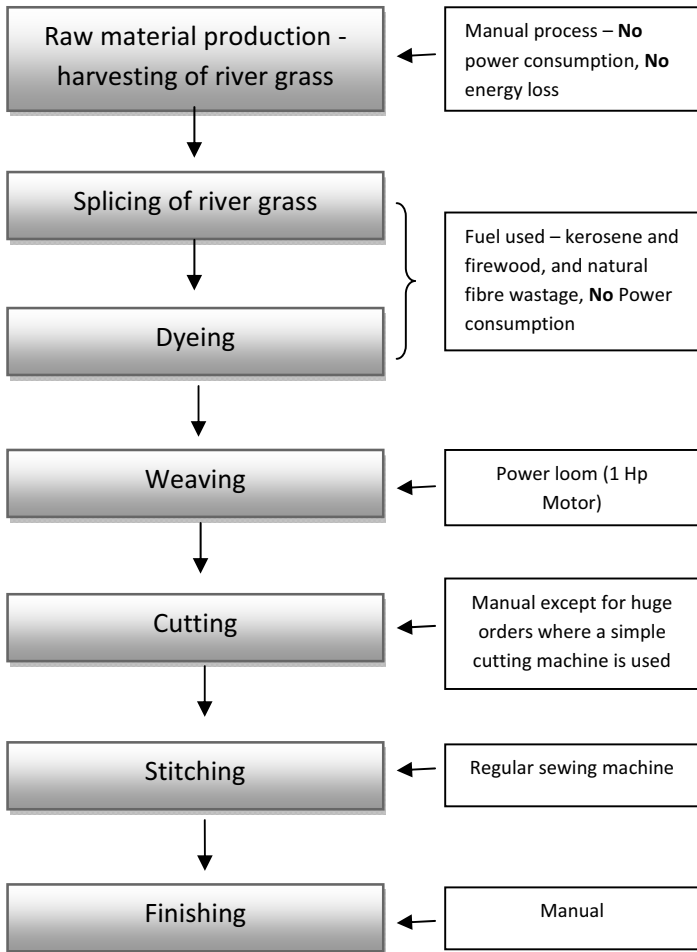 Raw material production -
harvesting of river grass
Manual process – No
power consumption, No
energy loss
Splicing of river grass
Dyeing
Fuel used – kerosene and
firewood, and natural
fibre wastage, No Power
consumption
Weaving
Power loom (1 Hp
Motor)
Cutting
Manual except for huge
orders where a simple
cutting machine is used
Stitching
Regular sewing machine
Finishing
Manual